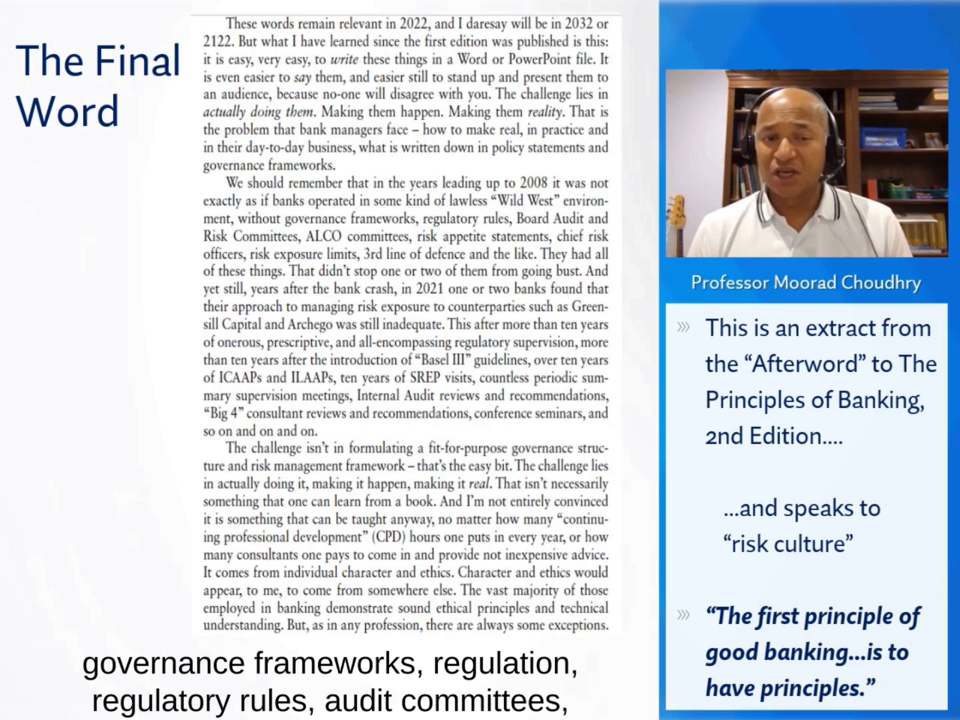 The Final
Word
These words remain relevant in 2022, and I daresay will be in 2032 or
2122. But what I have learned since the first edition was published is this:
it is easy, very easy, to write these things in a Word or PowerPoint file. It
is even easier to say them, and easier still to stand up and present them to
an audience, because no-one will disagree with you. The challenge lies in
actually doing them. Making them happen. Making them reality. That is
the problem that bank managers face – how to make real, in practice and
in their day-to-day business, what is written down in policy statements and
governance frameworks.
We should remember that in the years leading up to 2008 it was not
exactly as if banks operated in some kind of lawless “Wild West” environ-
ment, without governance frameworks, regulatory rules, Board Audit and
Risk Committees, ALCO committees, risk appetite statements, chief risk
officers, risk exposure limits, 3rd line of defence and the like. They had all
of these things. That didn’t stop one or two of them from going bust. And
yet still, years after the bank crash, in 2021 one or two banks found that
their approach to managing risk exposure to counterparties such as Green-
sill Capital and Archego was still inadequate. This after more than ten years
of onerous, prescriptive, and all-encompassing regulatory supervision, more
than ten years after the introduction of “Basel III” guidelines, over ten years
of ICAAPs and ILAAPs, ten years of SREP visits, countless periodic sum-
mary supervision meetings, Internal Audit reviews and recommendations,
“Big 4” consultant reviews and recommendations, conference seminars, and
so on and on and on.
The challenge isn’t in formulating a fit-for-purpose governance struc-
ture and risk management framework – that’s the easy bit. The challenge lies
in actually doing it, making it happen, making it real. That isn’t necessarily
something that one can learn from a book. And I’m not entirely convinced
it is something that can be taught anyway, no matter how many “continu-
ing professional development” (CPD) hours one puts in every year, or how
many consultants one pays to come in and provide not inexpensive advice.
It comes from individual character and ethics. Character and ethics would
appear, to me, to come from somewhere else. The vast majority of those
employed in banking demonstrate sound ethical principles and technical
understanding. But, as in any profession, there are always some exceptions.
governance frameworks, regulation,
regulatory rules, audit committees,
Professor Moorad Choudhry
This is an extract from
the “Afterword” to The
Principles of Banking,
2nd Edition....
...and speaks to
“risk culture”
“The first principle of
good banking...is to
have principles.”